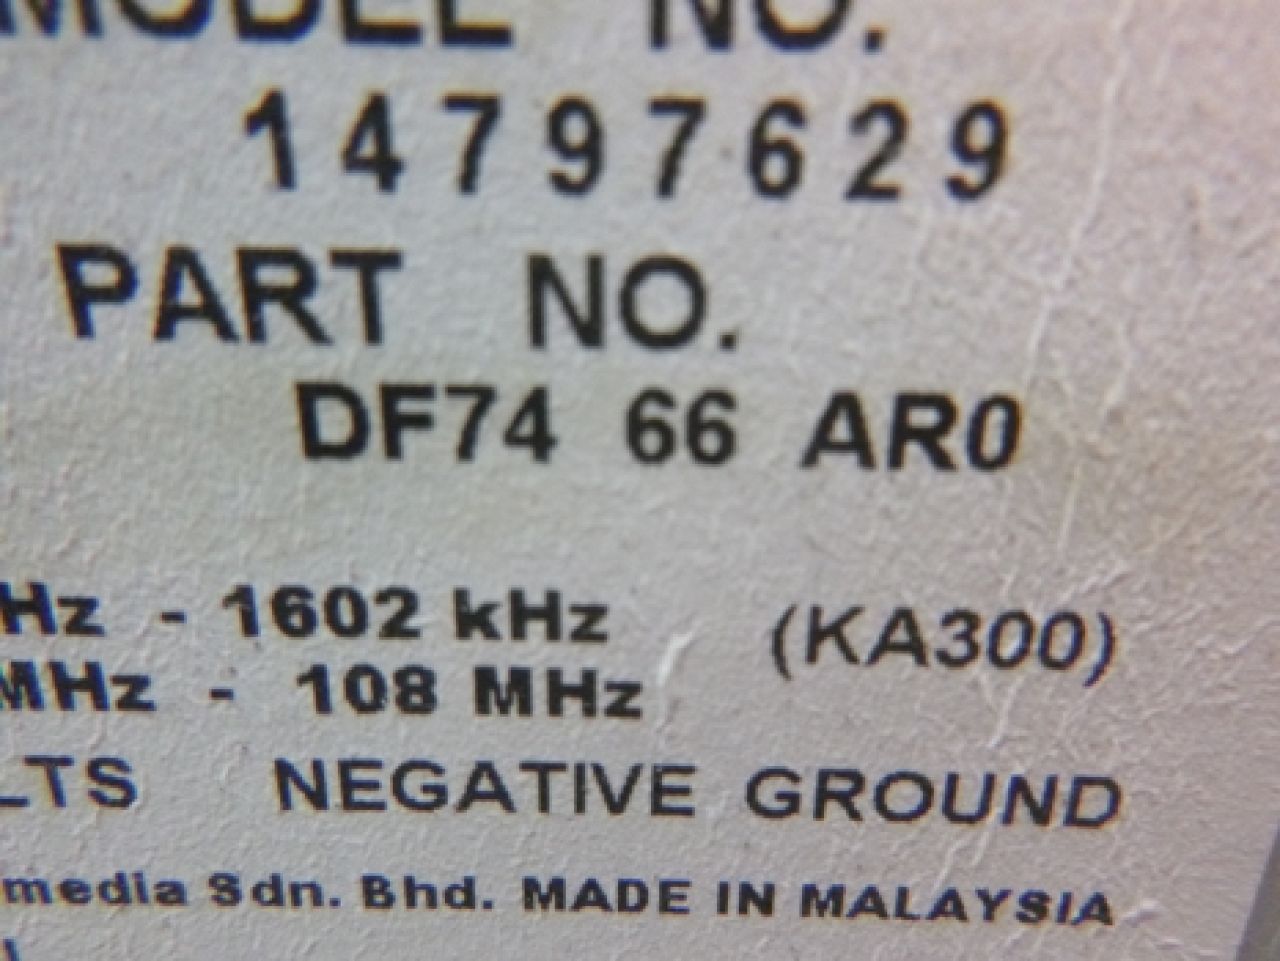 MODEL NO.
14797629
PART NO.
DF74 66 AR0
Hz - 1602 kHz (KA300)
MHz - 108 MHz
LTS NEGATIVE GROUND
media Sdn. Bhd. MADE IN MALAYSIA